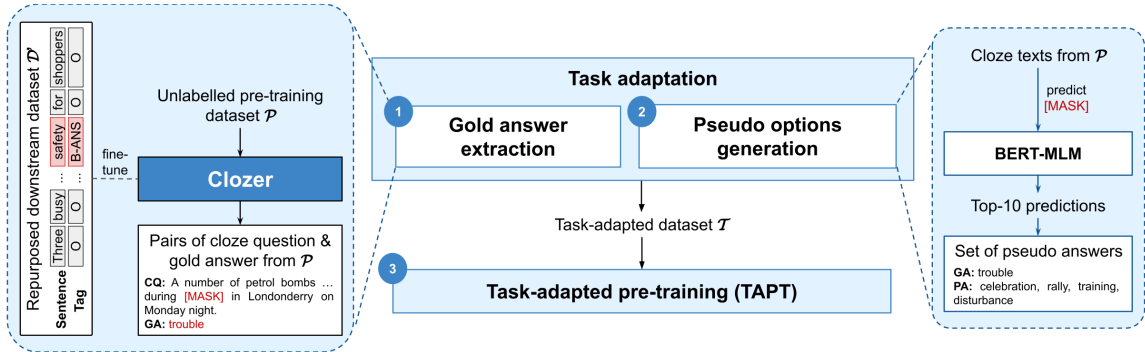 Repurposed downstream dataset 𝒟'
Sentence Three busy ... safety for shoppers
Tag O O ... B-ANS O O
fine-
tune
Unlabelled pre-training
dataset 𝒫
Clozer
Pairs of cloze question &
gold answer from 𝒫
CQ: A number of petrol bombs ...
during [MASK] in Londonderry on
Monday night.
GA: trouble
Task adaptation
1
Gold answer
extraction
2
Pseudo options
generation
Task-adapted dataset 𝒯
3
Task-adapted pre-training (TAPT)
Cloze texts from 𝒫
predict
[MASK]
BERT-MLM
Top-10 predictions
Set of pseudo answers
GA: trouble
PA: celebration, rally, training,
disturbance